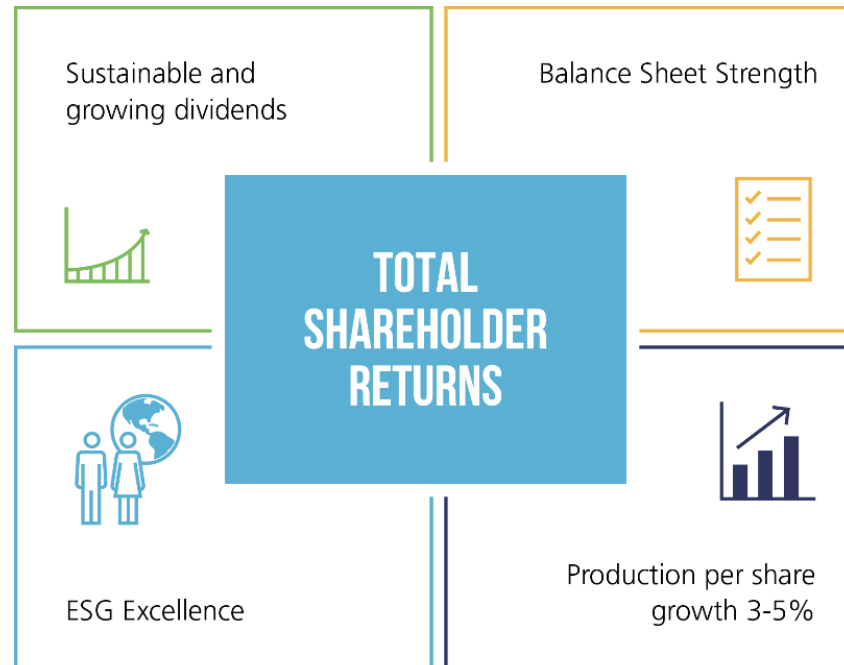 Sustainable and
growing dividends
Balance Sheet Strength
TOTAL
SHAREHOLDER
RETURNS
ESG Excellence
Production per share
growth 3-5%